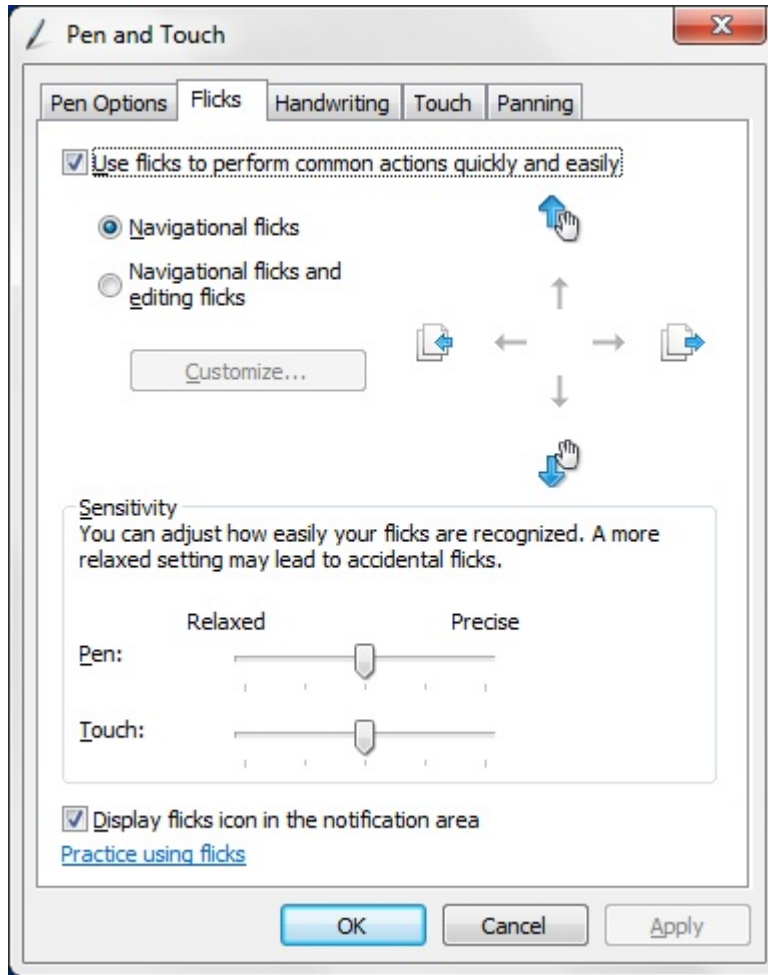 Pen and Touch
Pen Options Flicks Handwriting Touch Panning
Use flicks to perform common actions quickly and easily
Navigational flicks
Navigational flicks and
editing flicks
Customize...
Sensitivity
You can adjust how easily your flicks are recognized. A more
relaxed setting may lead to accidental flicks.
Relaxed Precise
Pen:
Touch:
Display flicks icon in the notification area
Practice using flicks
OK Cancel Apply